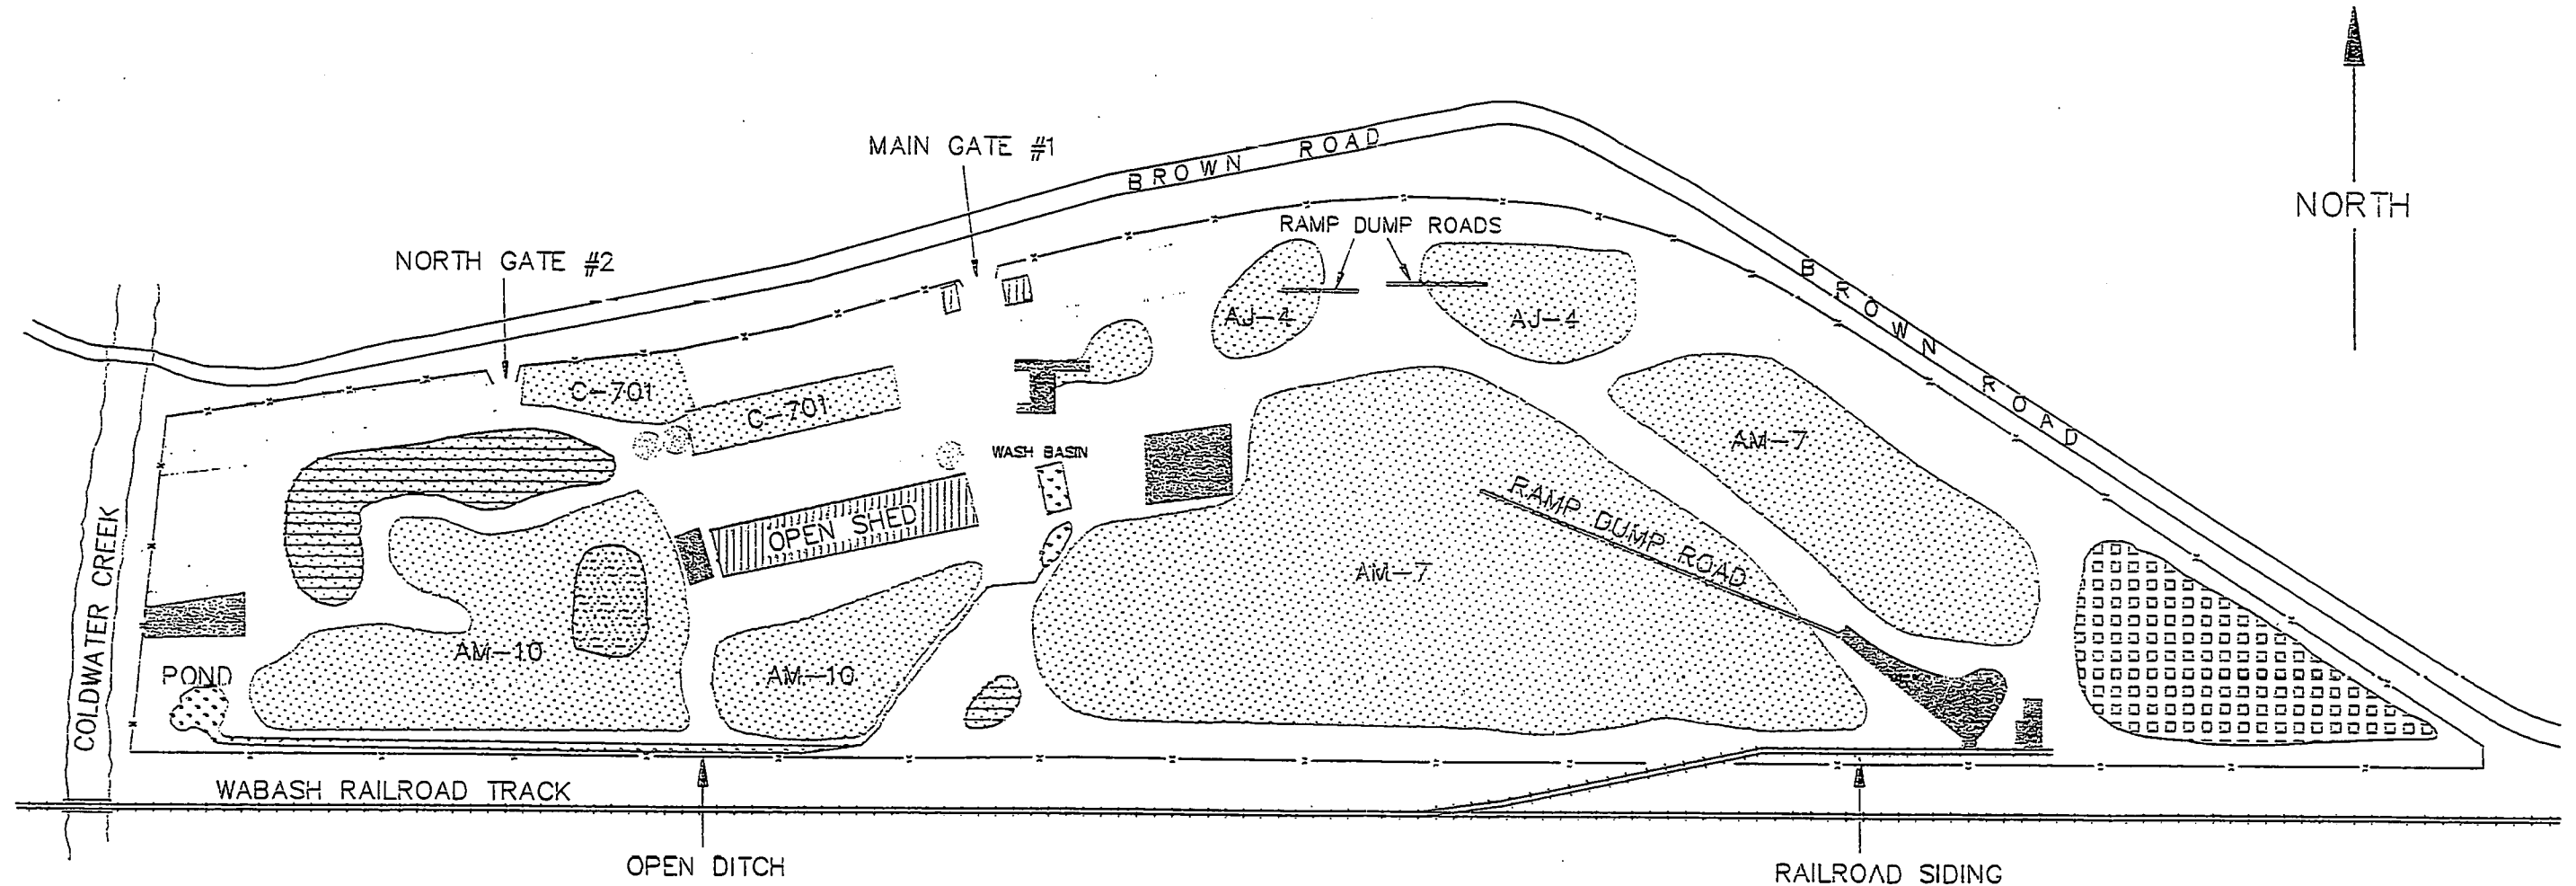 MAIN GATE #1
BROWN ROAD
NORTH
RAMP DUMP ROADS
NORTH GATE #2
BROWN ROAD
AJ-4
AJ-4
C-701
C-701
AM-7
WASH BASIN
RAMP DUMP ROAD
OPEN SHED
AM-7
COLDWATER CREEK
AM-10
AM-10
POND
WABASH RAILROAD TRACK
OPEN DITCH
RAILROAD SIDING